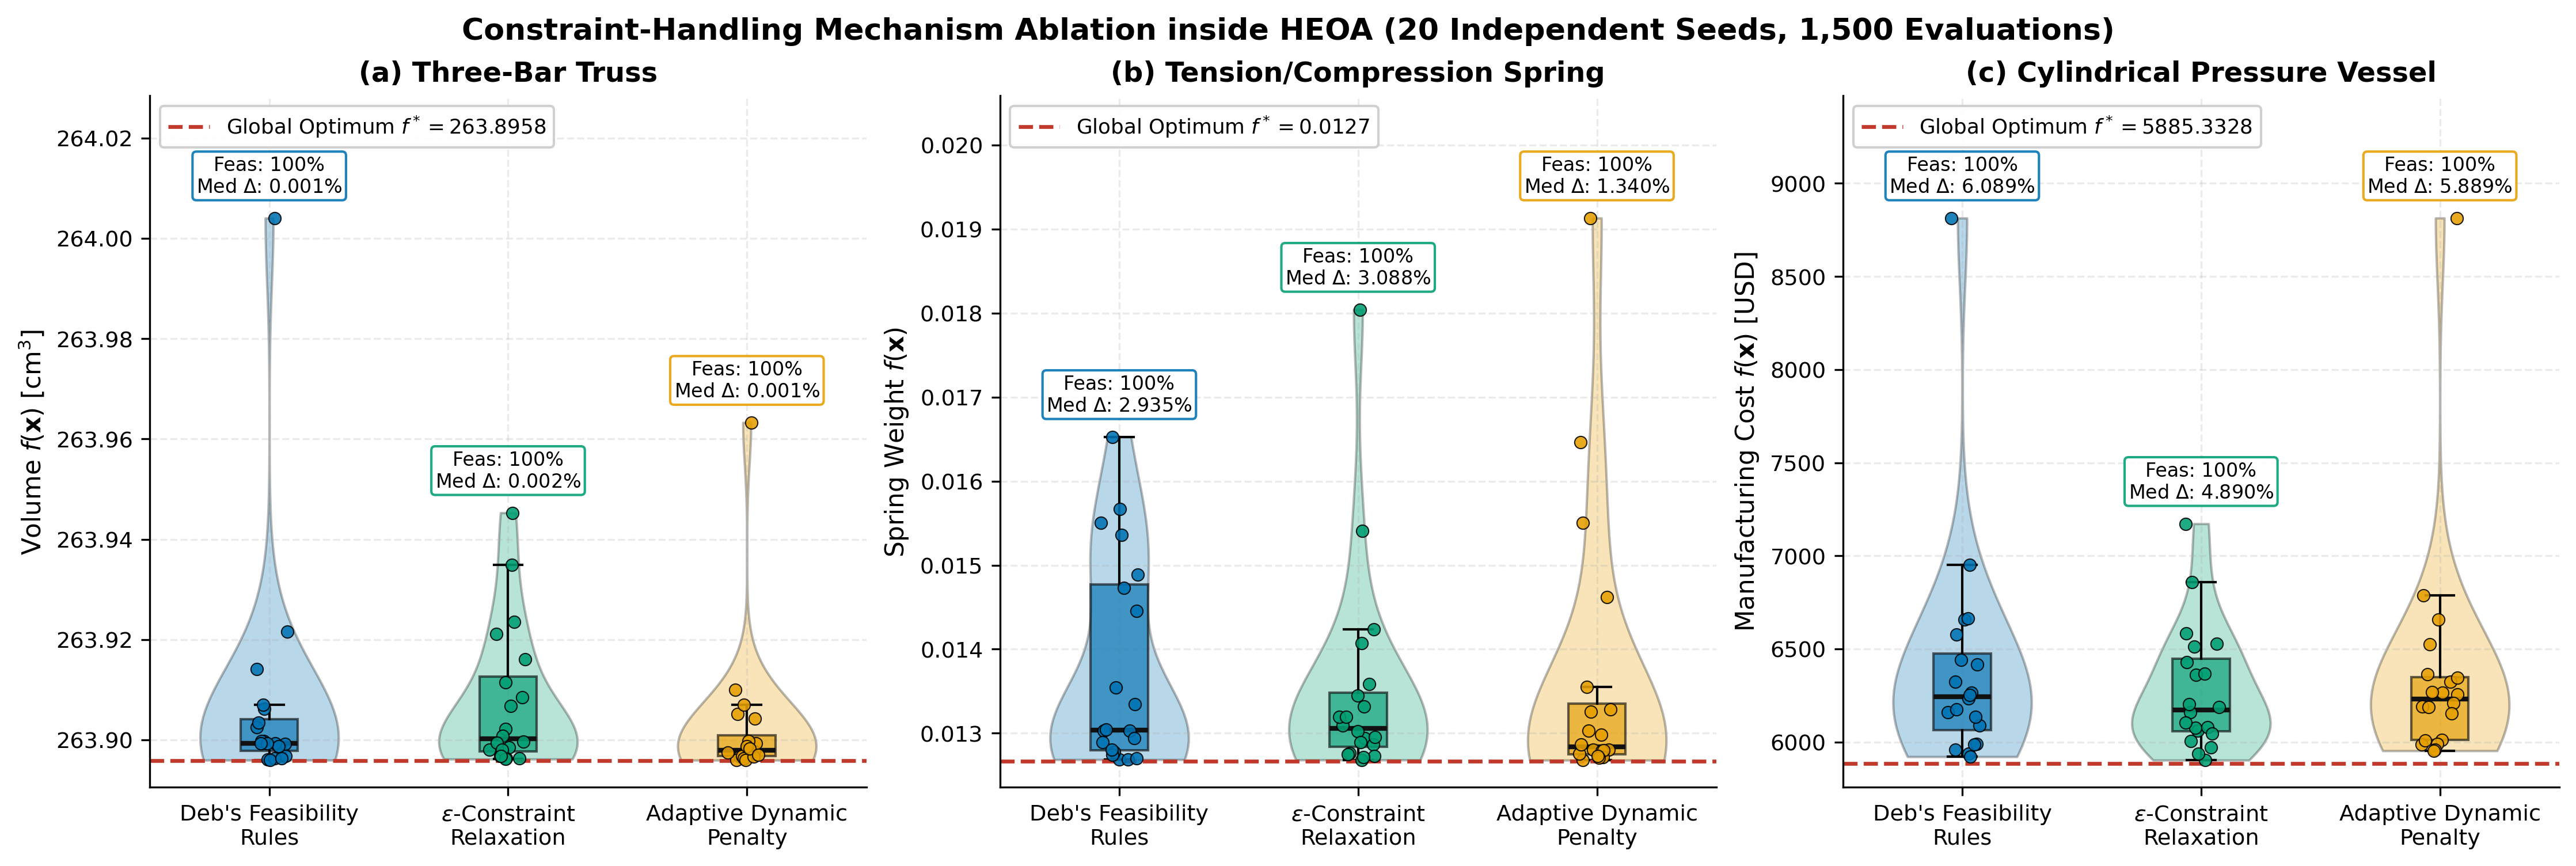 Constraint-Handling Mechanism Ablation inside HEOA (20 Independent Seeds, 1,500 Evaluations)
(a) Three-Bar Truss
Global Optimum f* = 263.8958
Feas: 100%
Med Δ: 0.001%
Feas: 100%
Med Δ: 0.002%
Feas: 100%
Med Δ: 0.001%
Volume f(x) [cm³]
264.02
264.00
263.98
263.96
263.94
263.92
263.90
Deb's Feasibility
Rules
ε-Constraint
Relaxation
Adaptive Dynamic
Penalty
(b) Tension/Compression Spring
Global Optimum f* = 0.0127
Feas: 100%
Med Δ: 2.935%
Feas: 100%
Med Δ: 3.088%
Feas: 100%
Med Δ: 1.340%
Spring Weight f(x)
0.020
0.019
0.018
0.017
0.016
0.015
0.014
0.013
Deb's Feasibility
Rules
ε-Constraint
Relaxation
Adaptive Dynamic
Penalty
(c) Cylindrical Pressure Vessel
Global Optimum f* = 5885.3328
Feas: 100%
Med Δ: 6.089%
Feas: 100%
Med Δ: 4.890%
Feas: 100%
Med Δ: 5.889%
Manufacturing Cost f(x) [USD]
9000
8500
8000
7500
7000
6500
6000
Deb's Feasibility
Rules
ε-Constraint
Relaxation
Adaptive Dynamic
Penalty